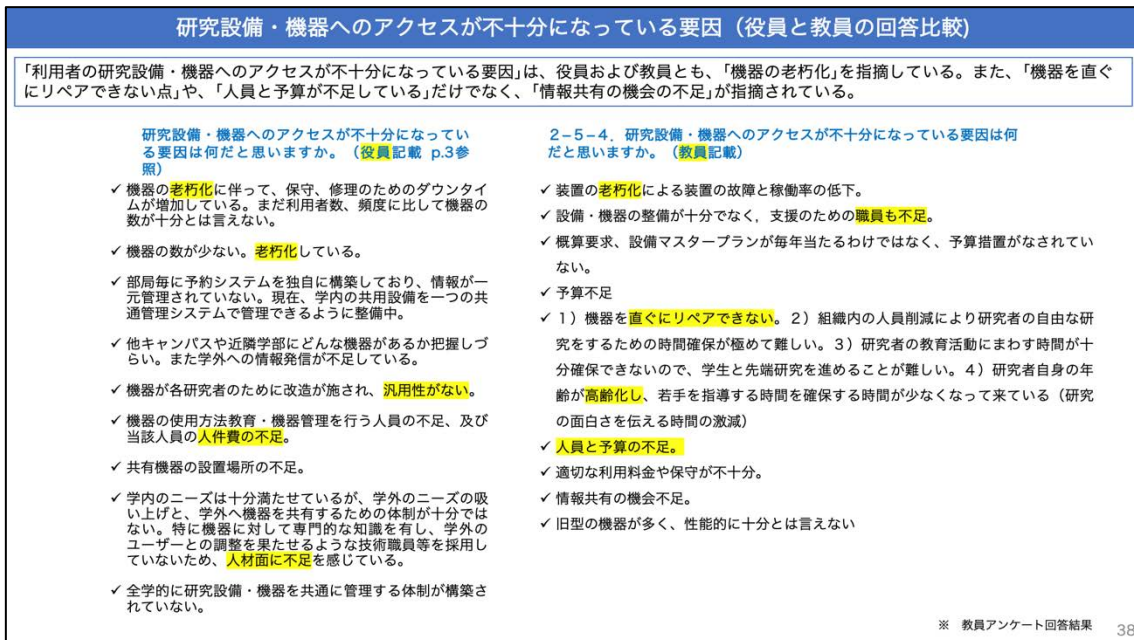 研究設備・機器へのアクセスが不十分になっている要因（役員と教員の回答比較)
「利用者の研究設備・機器へのアクセスが不十分になっている要因」は、役員および教員とも、「機器の老朽化」を指摘している。また、「機器を直ぐ
にリペアできない点」や、「人員と予算が不足している」だけでなく、「情報共有の機会の不足」が指摘されている。
研究設備・機器へのアクセスが不十分になってい
る要因は何だと思いますか。（役員記載 p.3参
照）
✓ 機器の老朽化に伴って、保守、修理のためのダウンタイ
ムが増加している。まだ利用者数、頻度に比して機器の
数が十分とは言えない。
✓ 機器の数が少ない。老朽化している。
✓ 部局毎に予約システムを独自に構築しており、情報が一
元管理されていない。現在、学内の共用設備を一つの共
通管理システムで管理できるように整備中。
✓ 他キャンパスや近隣学部にどんな機器があるか把握しづ
らい。また学外への情報発信が不足している。
✓ 機器が各研究者のために改造が施され、汎用性がない。
✓ 機器の使用方法教育・機器管理を行う人員の不足、及び
当該人員の人件費の不足。
✓ 共有機器の設置場所の不足。
✓ 学内のニーズは十分満たせているが、学外のニーズの吸
い上げと、学外へ機器を共有するための体制が十分では
ない。特に機器に対して専門的な知識を有し、学外の
ユーザーとの調整を果たせるような技術職員等を採用し
ていないため、人材面に不足を感じている。
✓ 全学的に研究設備・機器を共通に管理する体制が構築さ
れていない。
2−5−4．研究設備・機器へのアクセスが不十分になっている要因は何
だと思いますか。（教員記載）
✓ 装置の老朽化による装置の故障と稼働率の低下。
✓ 設備・機器の整備が十分でなく，支援のための職員も不足。
✓ 概算要求、設備マスタープランが毎年当たるわけではなく、予算措置がなされてい
ない。
✓ 予算不足
✓ １）機器を直ぐにリペアできない。２）組織内の人員削減により研究者の自由な研
究をするための時間確保が極めて難しい。３）研究者の教育活動にまわす時間が十
分確保できないので、学生と先端研究を進めることが難しい。４）研究者自身の年
齢が高齢化し、若手を指導する時間を確保する時間が少なくなって来ている（研究
の面白さを伝える時間の激減）
✓ 人員と予算の不足。
✓ 適切な利用料金や保守が不十分。
✓ 情報共有の機会不足。
✓ 旧型の機器が多く、性能的に十分とは言えない
※ 教員アンケート回答結果
38